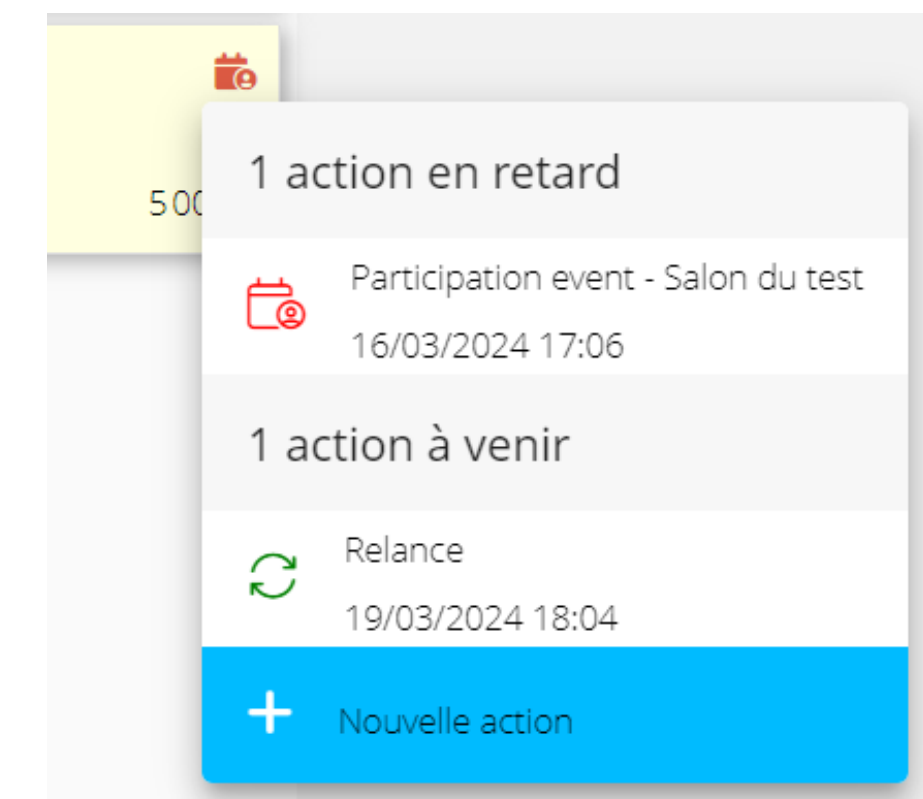 1 action en retard
Participation event - Salon du test
16/03/2024 17:06
1 action à venir
Relance
19/03/2024 18:04
Nouvelle action